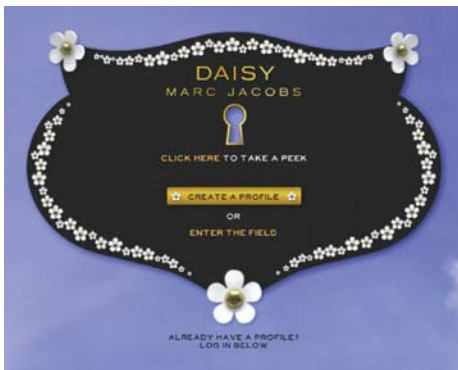 DAISY
MARC JACOBS
CLICK HERE TO TAKE A PEEK
CREATE A PROFILE
OR
ENTER THE FIELD
ALREADY HAVE A PROFILE?
LOG IN BELOW